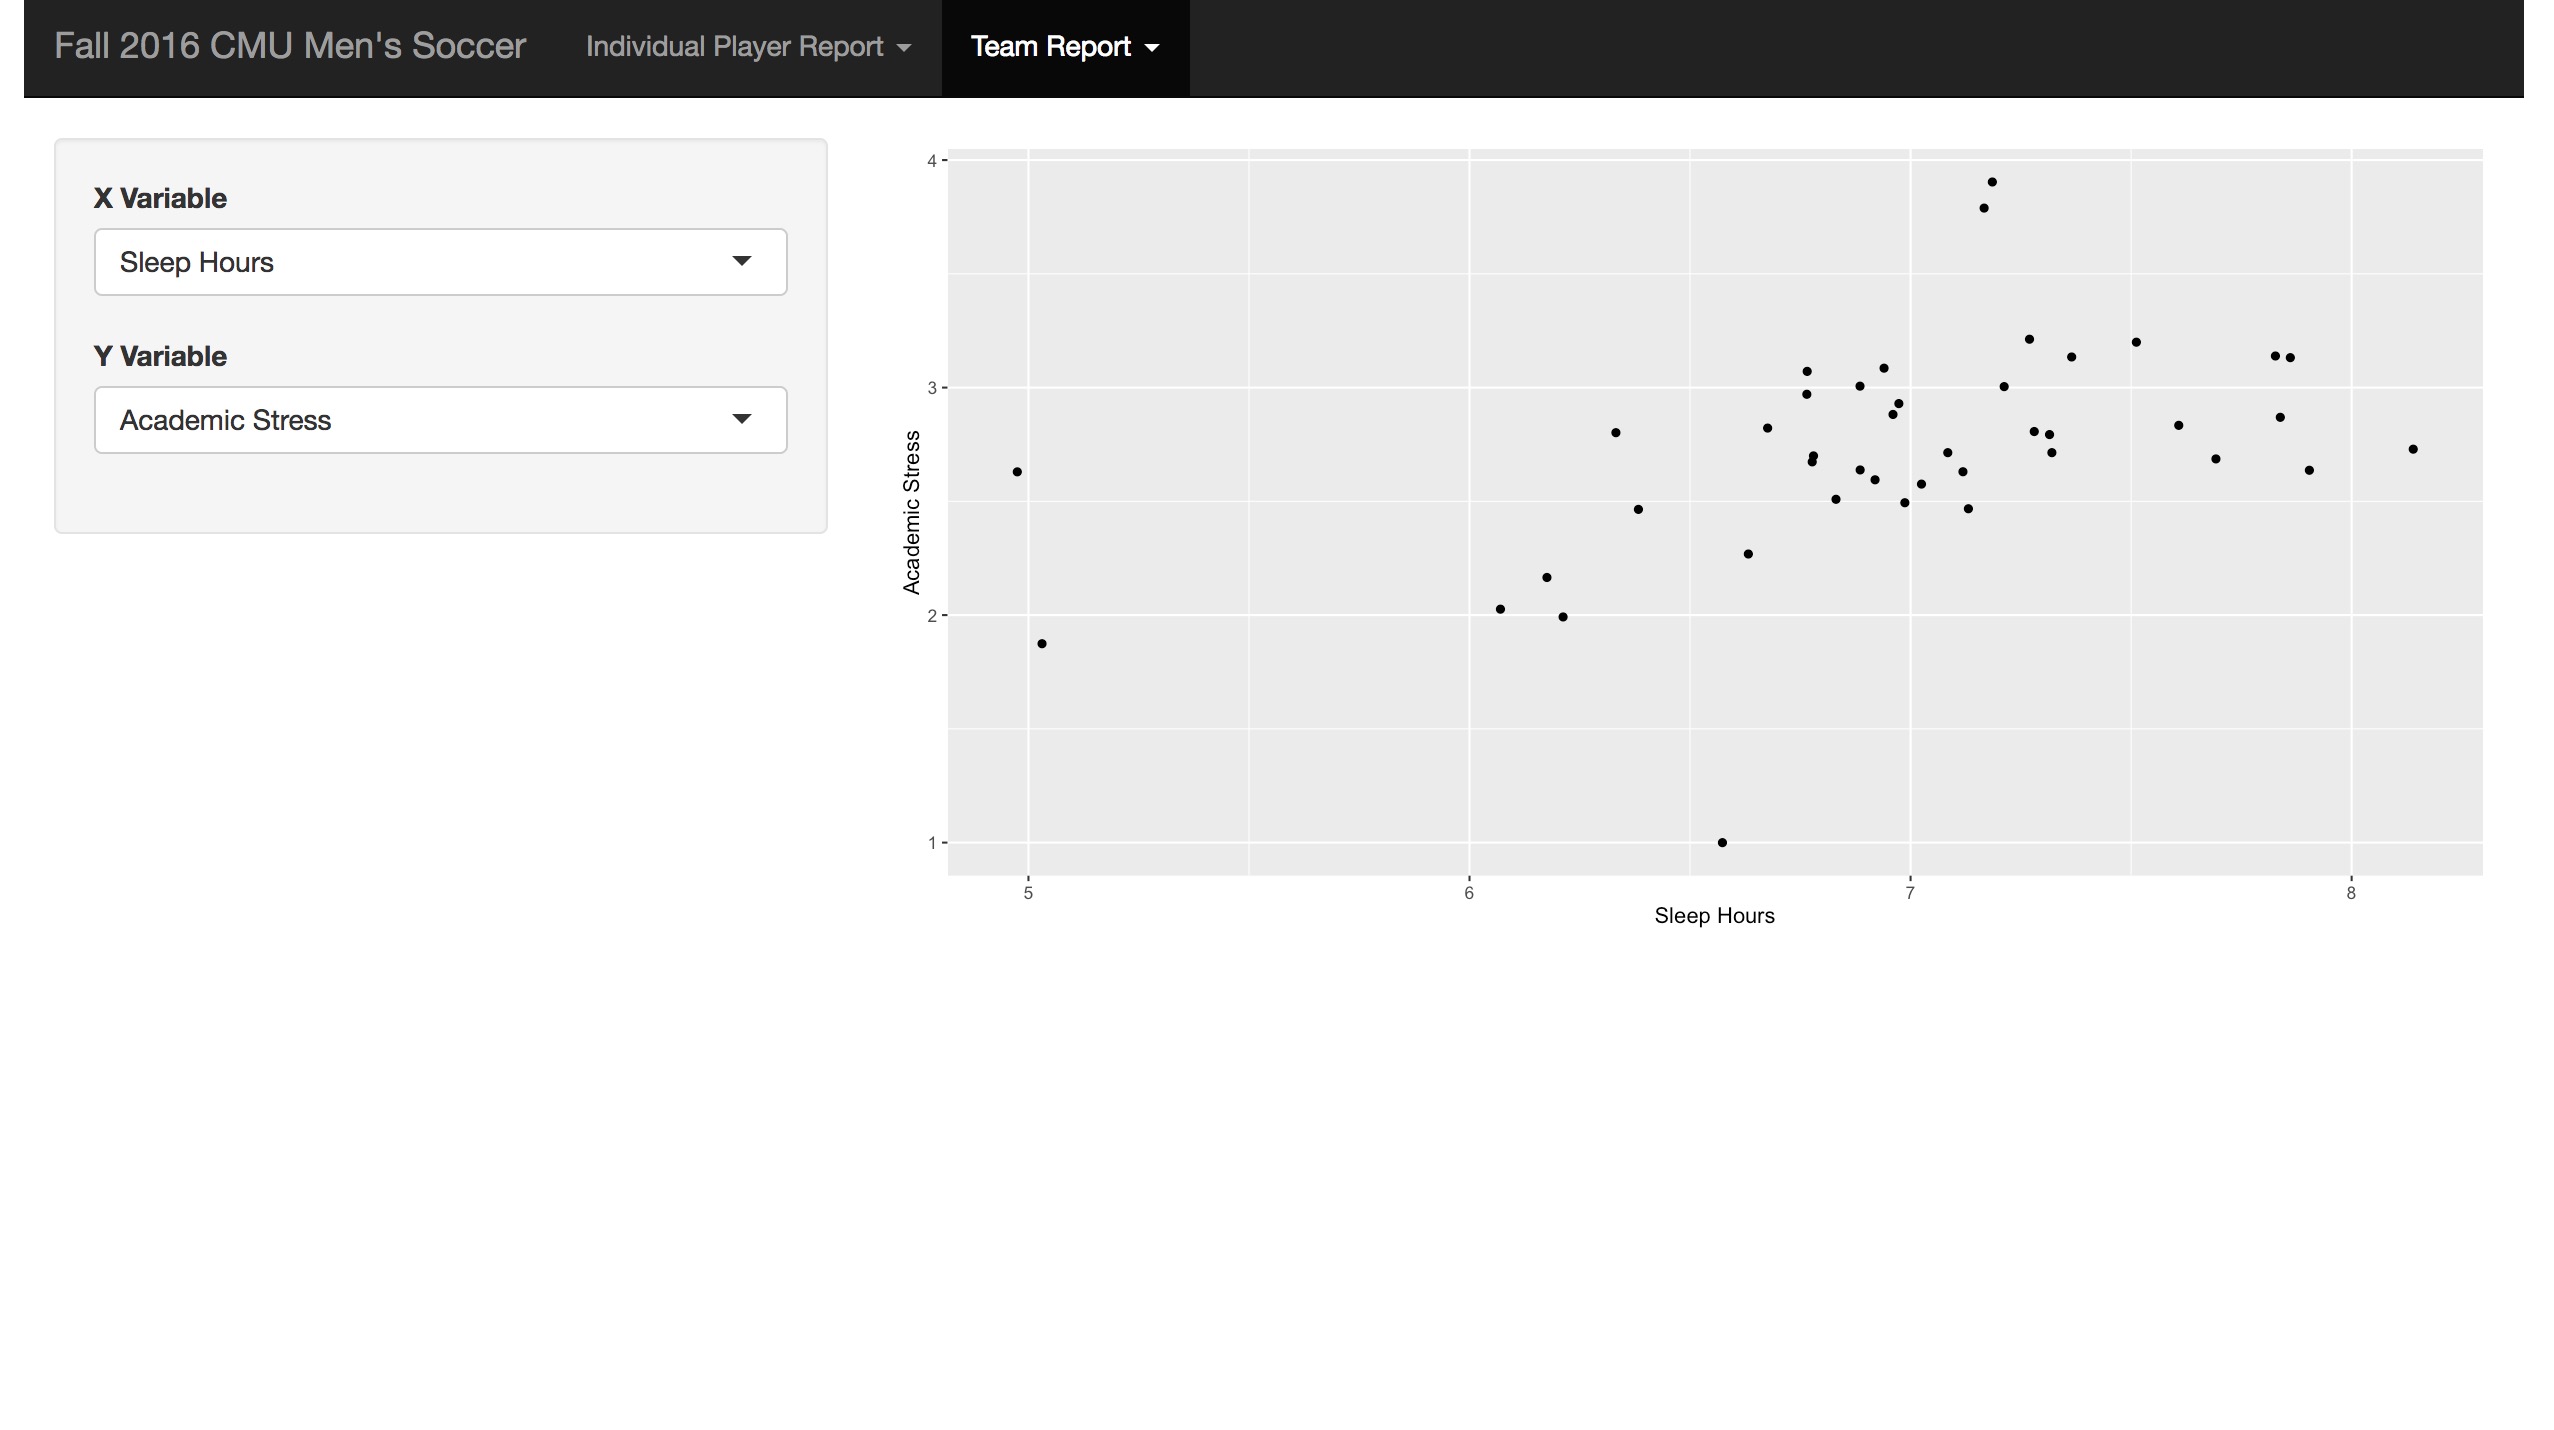 Fall 2016 CMU Men's Soccer
Individual Player Report
Team Report
X Variable
Sleep Hours
Y Variable
Academic Stress
4
3
2
1
Academic Stress
5
6
7
8
Sleep Hours